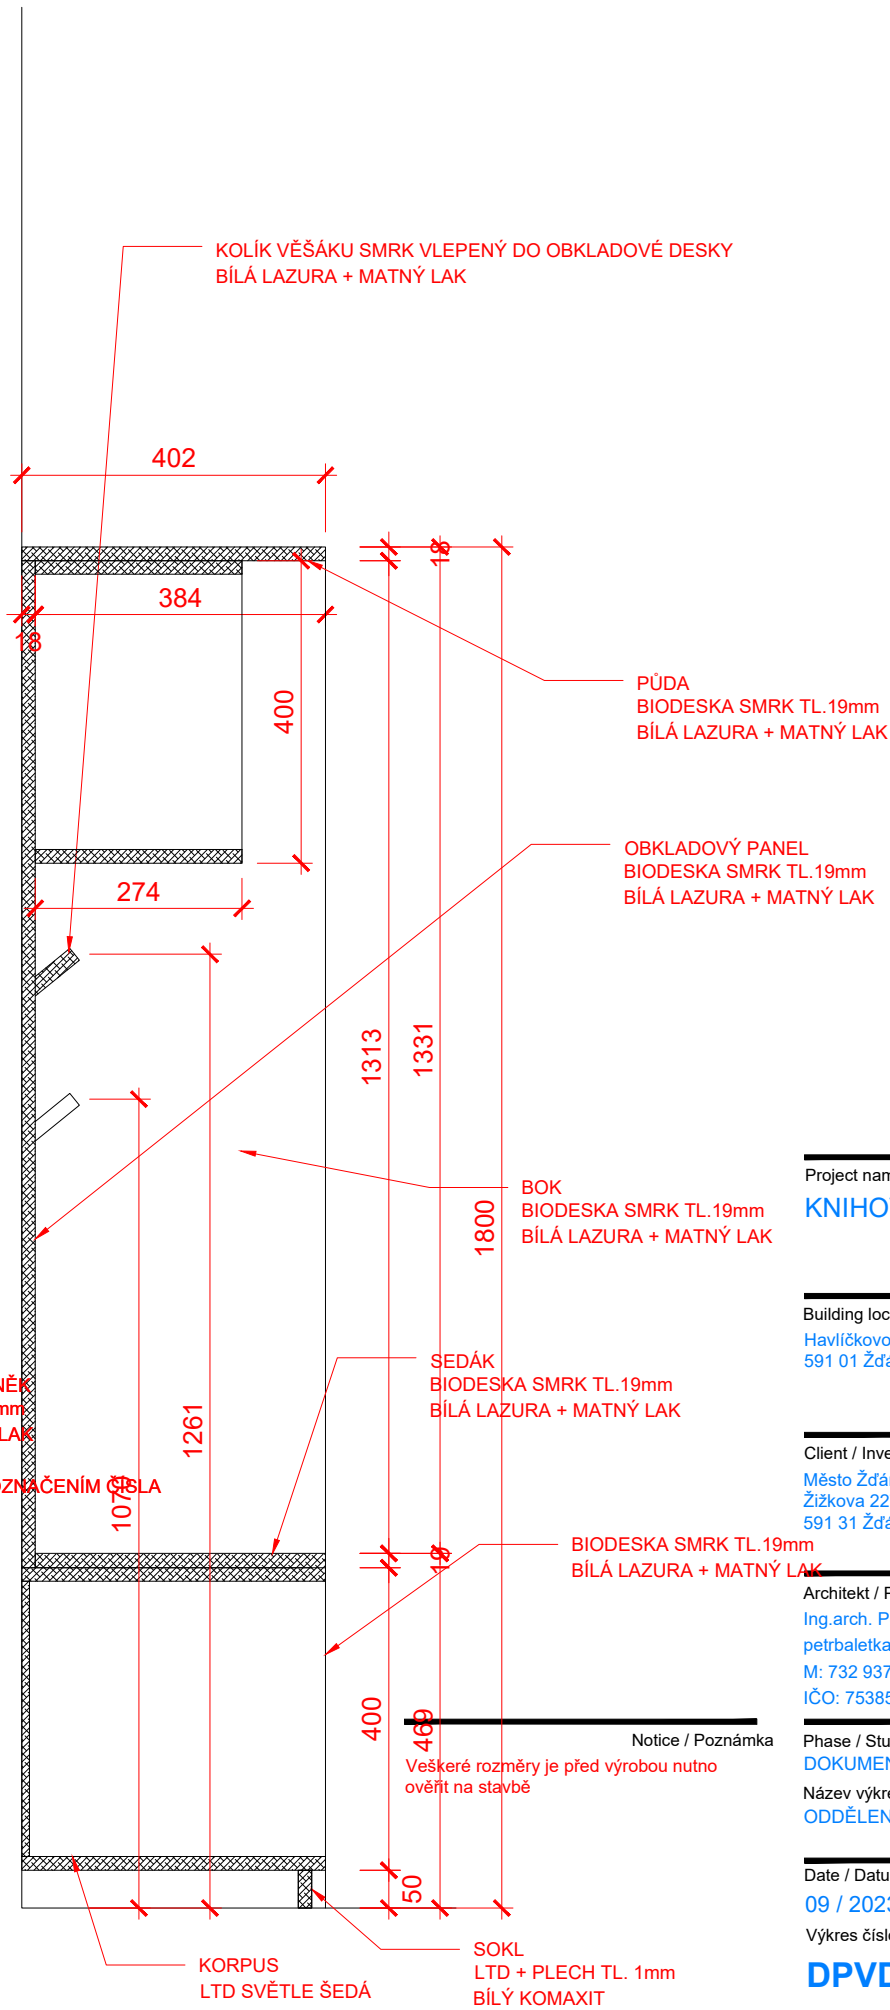 KOLÍK VĚŠÁKU SMRK VLEPENÝ DO OBKLADOVÉ DESKY
BÍLÁ LAZURA + MATNÝ LAK
402
18
384
18
400
PŮDA
BIODESKA SMRK TL.19mm
BÍLÁ LAZURA + MATNÝ LAK
OBKLADOVÝ PANEL
BIODESKA SMRK TL.19mm
BÍLÁ LAZURA + MATNÝ LAK
274
1313
1331
BOK
BIODESKA SMRK TL.19mm
BÍLÁ LAZURA + MATNÝ LAK
1800
SEDÁK
BIODESKA SMRK TL.19mm
BÍLÁ LAZURA + MATNÝ LAK
1261
LAK
OZNAČENÍM ČÍSLA
BIODESKA SMRK TL.19mm
BÍLÁ LAZURA + MATNÝ LAK
400
469
50
KORPUS
LTD SVĚTLE ŠEDÁ
SOKL
LTD + PLECH TL. 1mm
BÍLÝ KOMAXIT
Notice / Poznámka
Veškeré rozměry je před výrobou nutno
ověřit na stavbě
Project nam
KNIHO
Building loc
Havlíčkovo
591 01 Žďá
Client / Inve
Město Žďá
Žižkova 22
591 31 Žďá
Architekt / 
Ing.arch. P
petrbaletka
M: 732 937
IČO: 7538
Phase / Stu
DOKUMEN
Název výkre
ODDĚLEN
Date / Datu
09 / 2023
Výkres čísl
DPVD